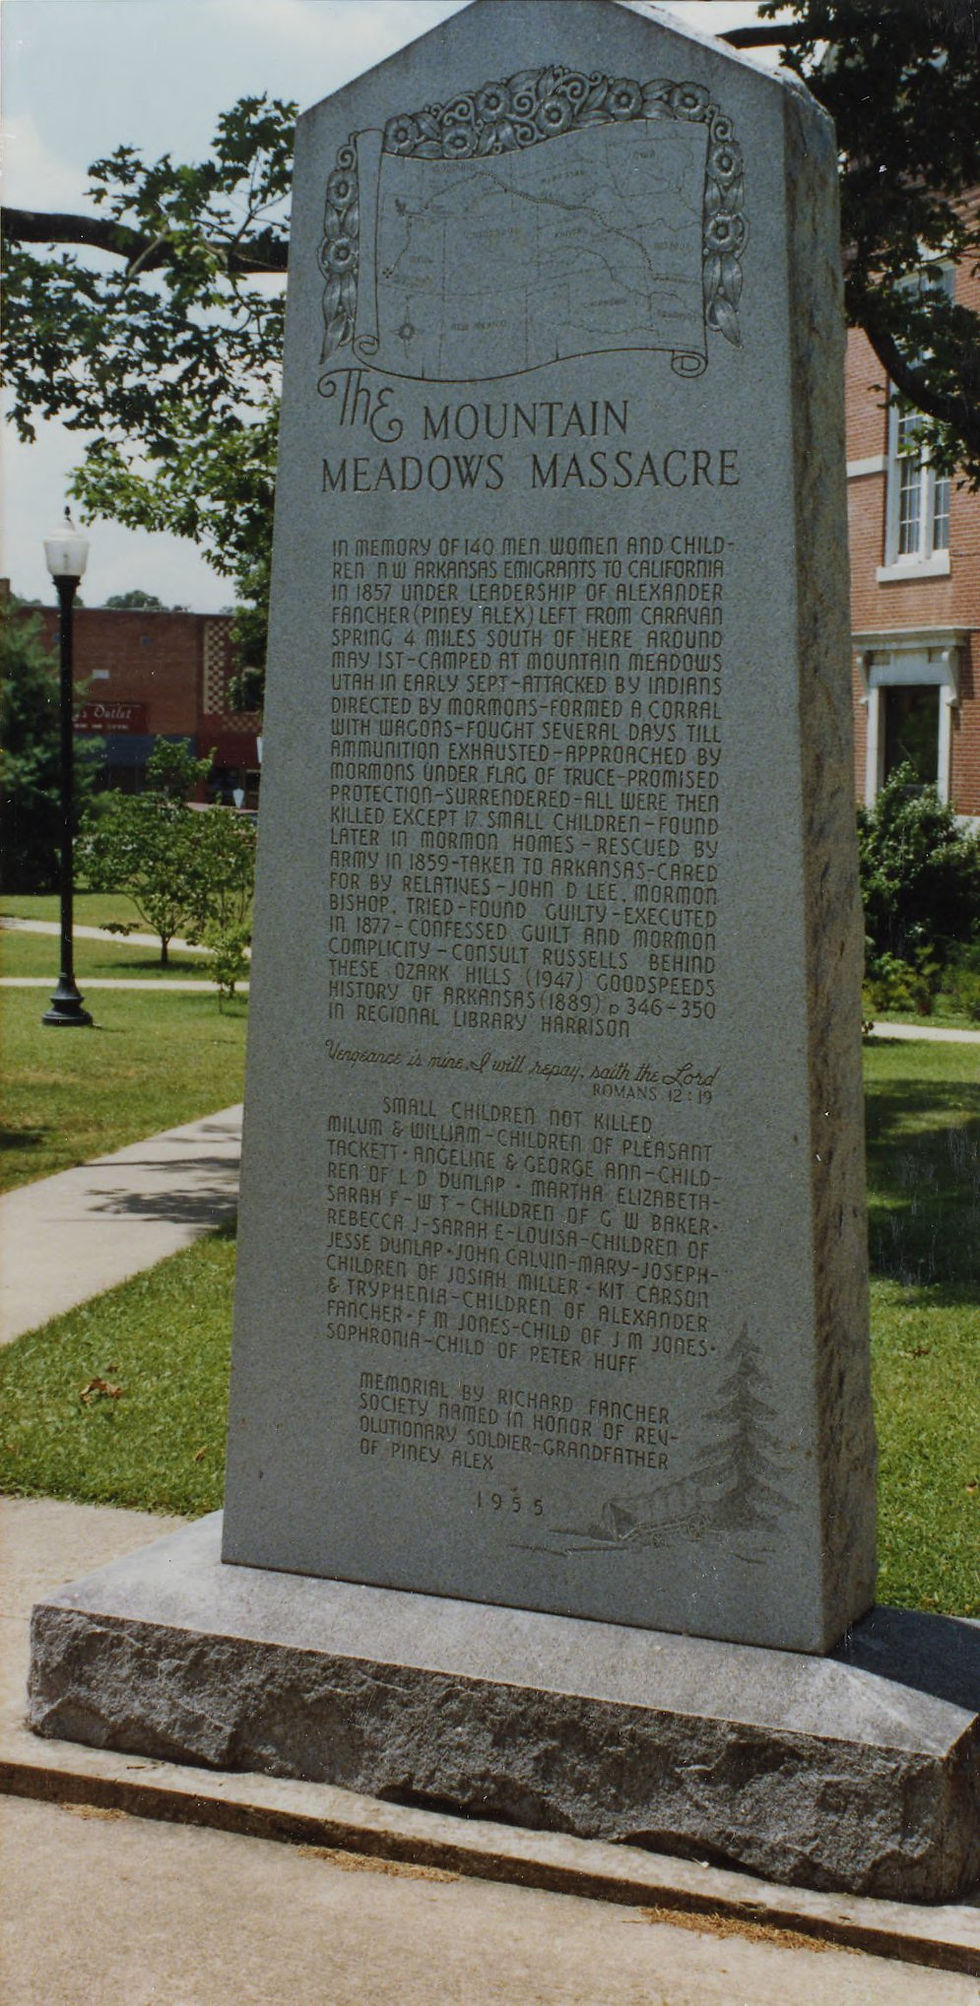 NEW MEXICO
The MOUNTAIN
MEADOWS MASSACRE
IN MEMORY OF 140 MEN WOMEN AND CHILD-
REN N W ARKANSAS EMIGRANTS TO CALIFORNIA
IN 1857 UNDER LEADERSHIP OF ALEXANDER
FANCHER (PINEY ALEX) LEFT FROM CARAVAN
SPRING 4 MILES SOUTH OF HERE AROUND
MAY 1ST-CAMPED AT MOUNTAIN MEADOWS
UTAH IN EARLY SEPT-ATTACKED BY INDIANS
DIRECTED BY MORMONS-FORMED A CORRAL
WITH WAGONS-FOUGHT SEVERAL DAYS TILL
AMMUNITION EXHAUSTED-APPROACHED BY
MORMONS UNDER FLAG OF TRUCE-PROMISED
PROTECTION-SURRENDERED-ALL WERE THEN
KILLED EXCEPT 17 SMALL CHILDREN-FOUND
LATER IN MORMON HOMES-RESCUED BY
ARMY IN 1859-TAKEN TO ARKANSAS-CARED
FOR BY RELATIVES-JOHN D LEE, MORMON
BISHOP, TRIED-FOUND GUILTY-EXECUTED
IN 1877-CONFESSED GUILT AND MORMON
COMPLICITY-CONSULT RUSSELLS BEHIND
THESE OZARK HILLS (1947) GOODSPEEDS
HISTORY OF ARKANSAS (1889) p 346-350
IN REGIONAL LIBRARY HARRISON
Vengeance is mine, I will repay, saith the Lord
ROMANS 12:19
SMALL CHILDREN NOT KILLED
MILUM & WILLIAM-CHILDREN OF PLEASANT
TACKETT·ANGELINE & GEORGE ANN-CHILD-
REN OF L D DUNLAP·MARTHA ELIZABETH-
SARAH F-W T-CHILDREN OF G W BAKER·
REBECCA J-SARAH E-LOUISA-CHILDREN OF
JESSE DUNLAP·JOHN CALVIN-MARY-JOSEPH-
CHILDREN OF JOSIAH MILLER·KIT CARSON
& TRYPHENIA-CHILDREN OF ALEXANDER
FANCHER·F M JONES-CHILD OF J M JONES·
SOPHRONIA-CHILD OF PETER HUFF
MEMORIAL BY RICHARD FANCHER
SOCIETY NAMED IN HONOR OF REV-
OLUTIONARY SOLDIER-GRANDFATHER
OF PINEY ALEX
1955
Outlet